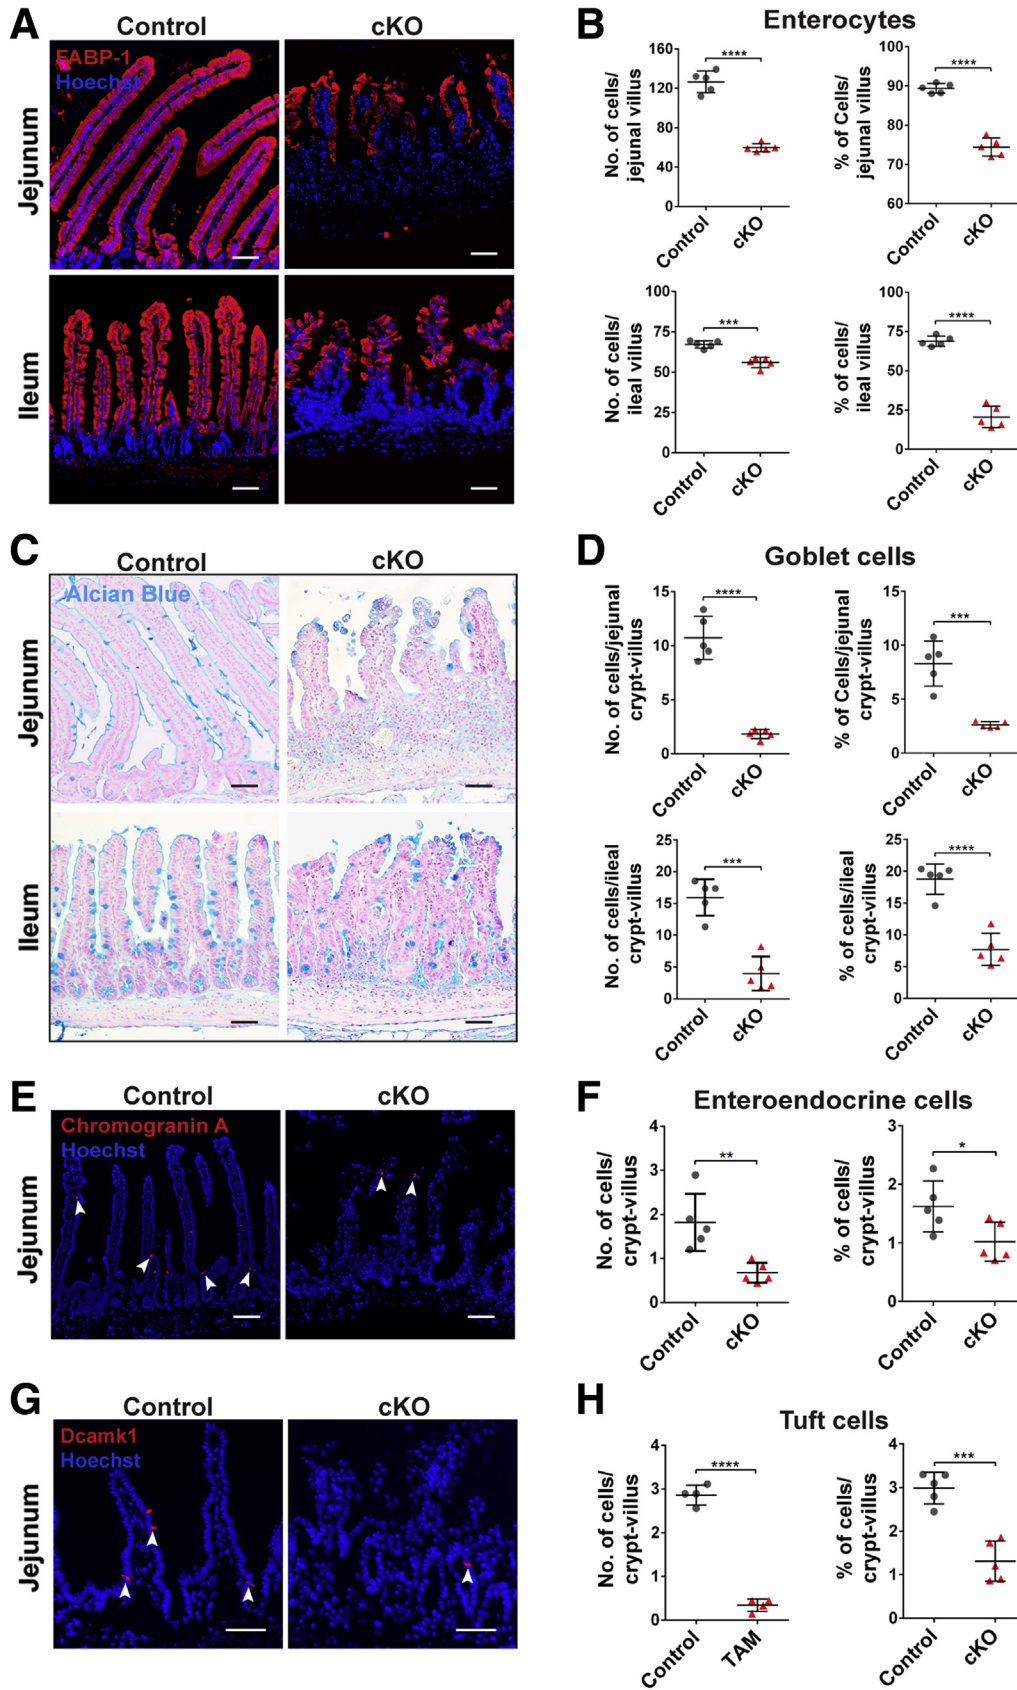 A
Control
cKO
FABP-1
Hoechst
Jejunum
Ileum
B
Enterocytes
No. of cells/
jejunal villus
160
120
80
40
0
****
Control
cKO
% of Cells/
jejunal villus
100
90
80
70
60
****
Control
cKO
No. of cells/
ileal villus
100
75
50
25
0
***
Control
cKO
% of cells/
ileal villus
100
75
50
25
0
****
Control
cKO
C
Control
cKO
Alcian Blue
Jejunum
Ileum
D
Goblet cells
No. of cells/jejunal
crypt-villus
15
10
5
0
****
Control
cKO
% of Cells/jejunal
crypt-villus
15
10
5
0
***
Control
cKO
No. of cells/ileal
crypt-villus
25
20
15
10
5
0
***
Control
cKO
% of cells/ileal
crypt-villus
25
20
15
10
5
0
****
Control
cKO
E
Control
cKO
Chromogranin A
Hoechst
Jejunum
F
Enteroendocrine cells
No. of cells/
crypt-villus
4
3
2
1
0
**
Control
cKO
% of cells/
crypt-villus
3
2
1
0
*
Control
cKO
G
Control
cKO
Dcamk1
Hoechst
Jejunum
H
Tuft cells
No. of cells/
crypt-villus
4
3
2
1
0
****
Control
TAM
% of cells/
crypt-villus
4
3
2
1
0
***
Control
cKO